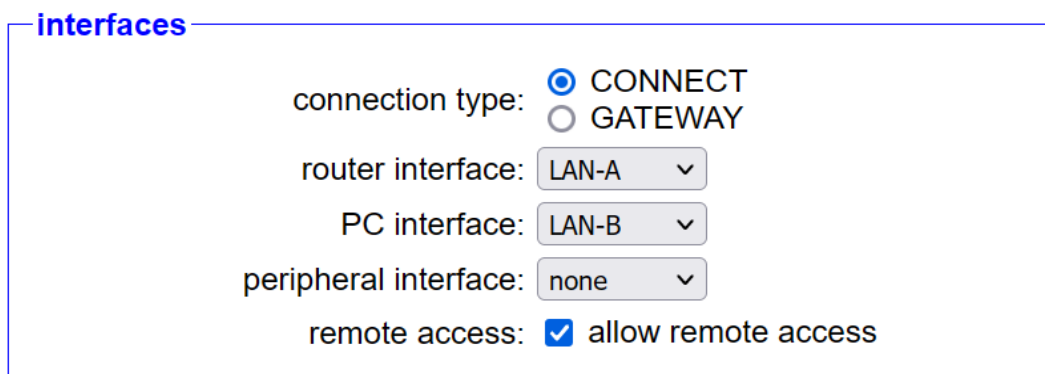 interfaces
connection type:
CONNECT
GATEWAY
router interface: LAN-A
PC interface: LAN-B
peripheral interface: none
remote access: allow remote access